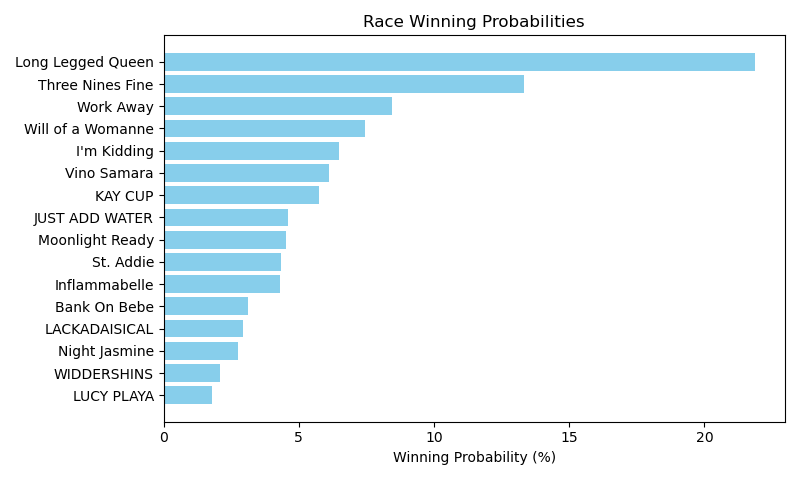 Race Winning Probabilities
Long Legged Queen
Three Nines Fine
Work Away
Will of a Womanne
I'm Kidding
Vino Samara
KAY CUP
JUST ADD WATER
Moonlight Ready
St. Addie
Inflammabelle
Bank On Bebe
LACKADAISICAL
Night Jasmine
WIDDERSHINS
LUCY PLAYA
0 5 10 15 20
Winning Probability (%)